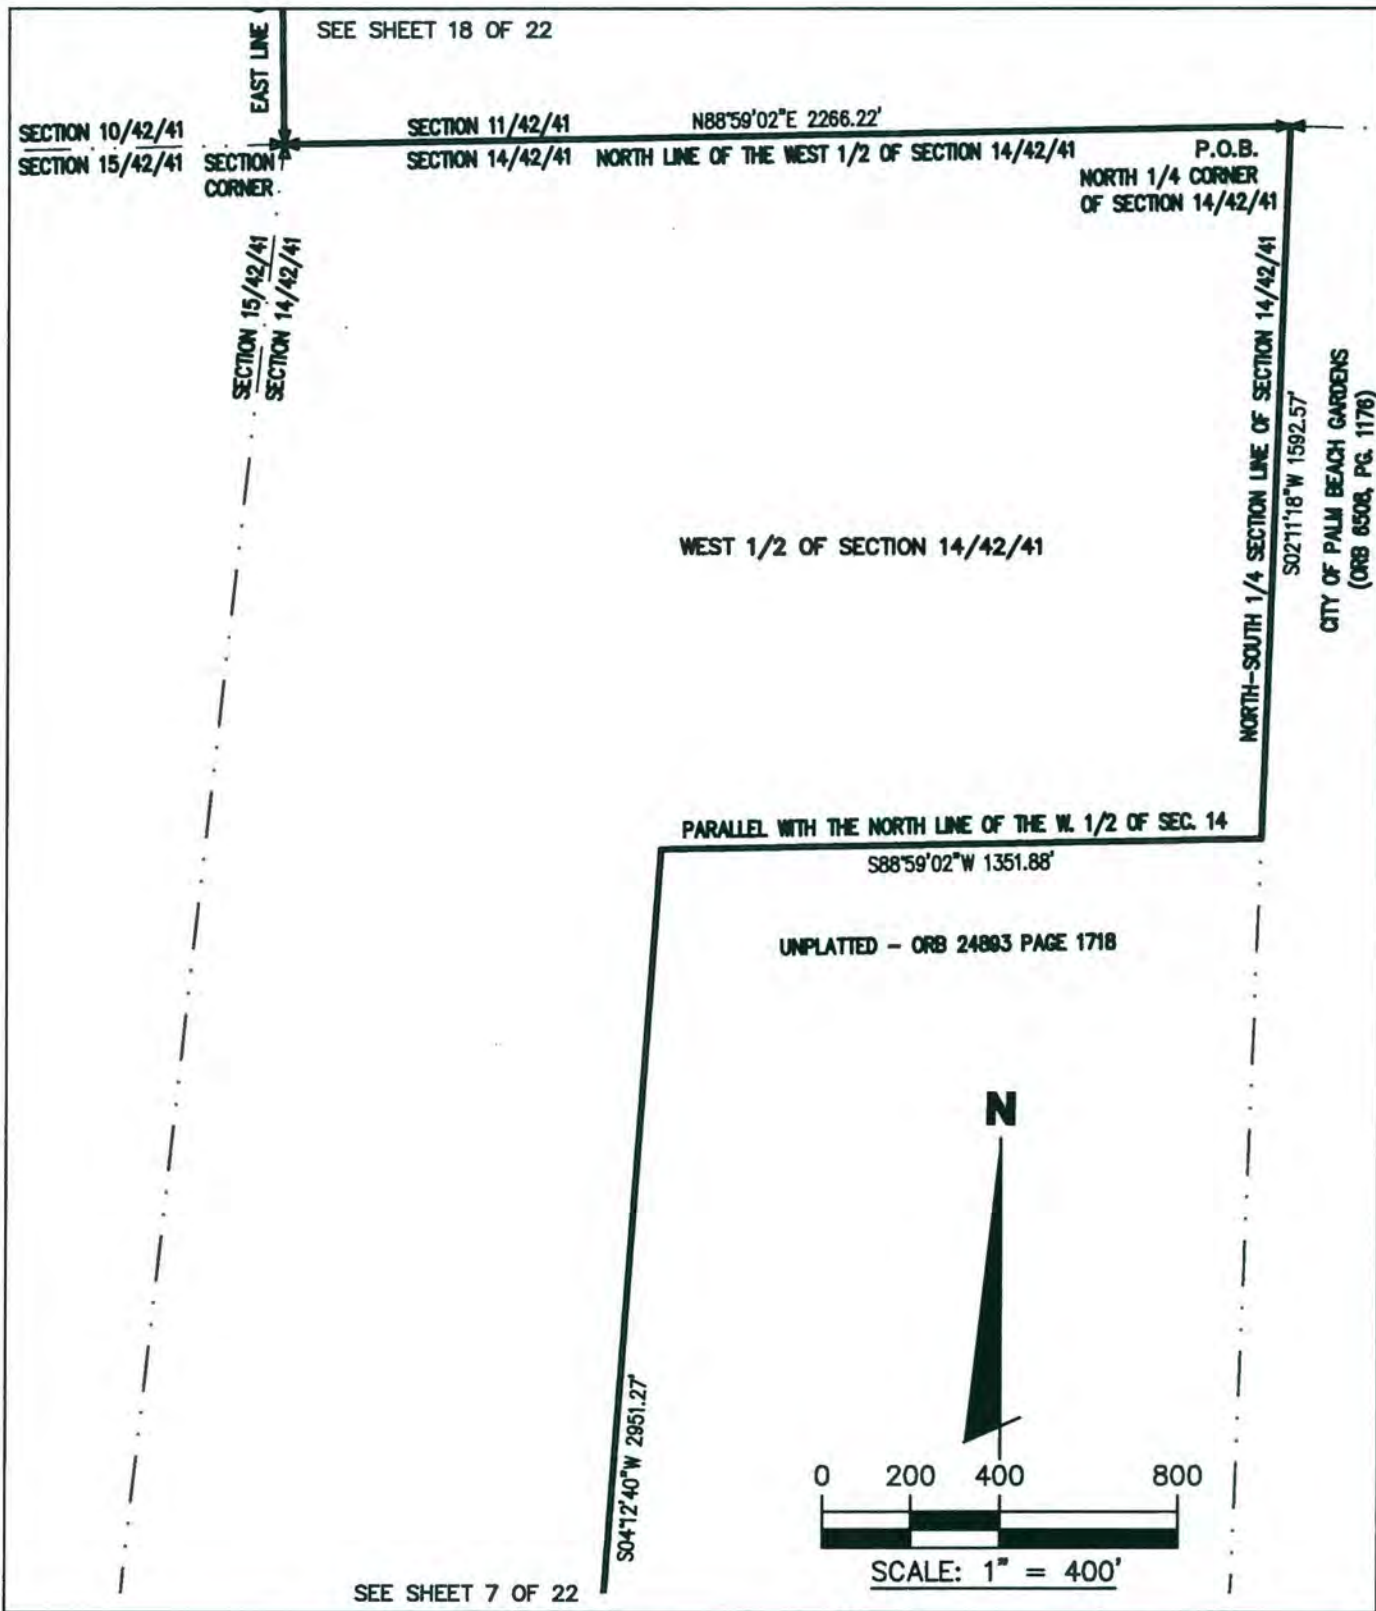 SEE SHEET 18 OF 22
EAST LINE
SECTION 10/42/41
SECTION 15/42/41
SECTION
CORNER
SECTION 11/42/41
SECTION 14/42/41
N88°59'02"E 2266.22'
NORTH LINE OF THE WEST 1/2 OF SECTION 14/42/41
P.O.B.
NORTH 1/4 CORNER
OF SECTION 14/42/41
SECTION 15/42/41
SECTION 14/42/41
NORTH-SOUTH 1/4 SECTION LINE OF SECTION 14/42/41
S02°11'18"W 1592.57'
CITY OF PALM BEACH GARDENS
(ORB 6508, PG. 1176)
WEST 1/2 OF SECTION 14/42/41
PARALLEL WITH THE NORTH LINE OF THE W. 1/2 OF SEC. 14
S88°59'02"W 1351.88'
UNPLATTED - ORB 24893 PAGE 1718
N
S04°12'40"W 2951.27'
0 200 400 800
SCALE: 1" = 400'
SEE SHEET 7 OF 22